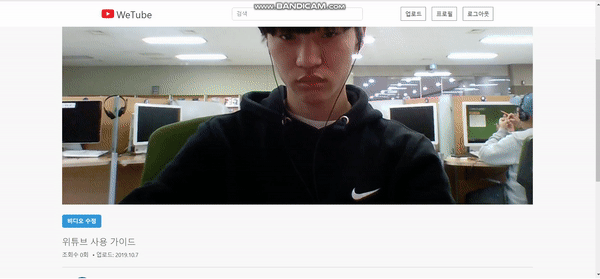 www.BANDICAM.com
WeTube
검색
업로드
프로필
로그아웃
비디오 수정
위튜브 사용 가이드
조회수 0회 • 업로드: 2019.10.7